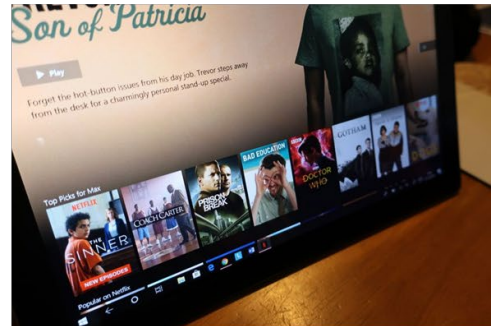 Son of Patricia
Play
Forget the hot-button issues from his day job. Trevor steps away
from the desk for a charmingly personal stand-up special.
Top Picks for Max
NETFLIX
THE
SINNER
NEW EPISODES
COACH CARTER
PRISON
BREAK
BAD EDUCATION
DOCTOR
WHO
GOTHAM
Popular on Netflix